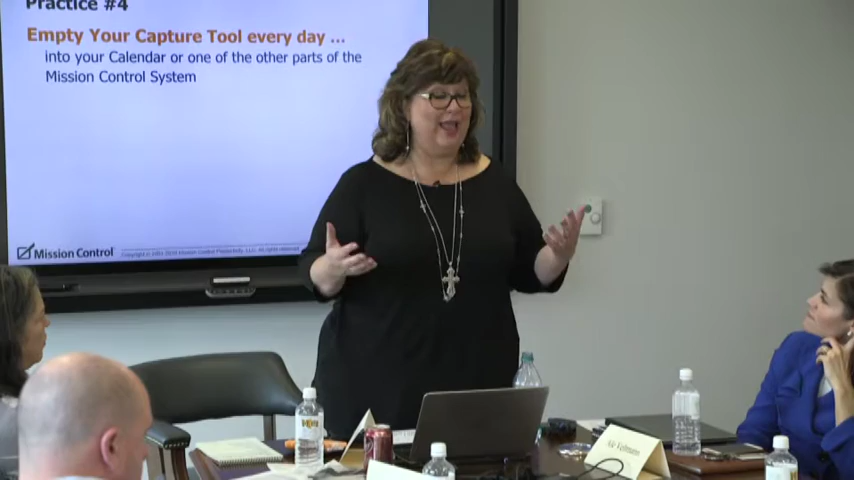 Practice #4
Empty Your Capture Tool every day ...
into your Calendar or one of the other parts of the
Mission Control System
Mission Control